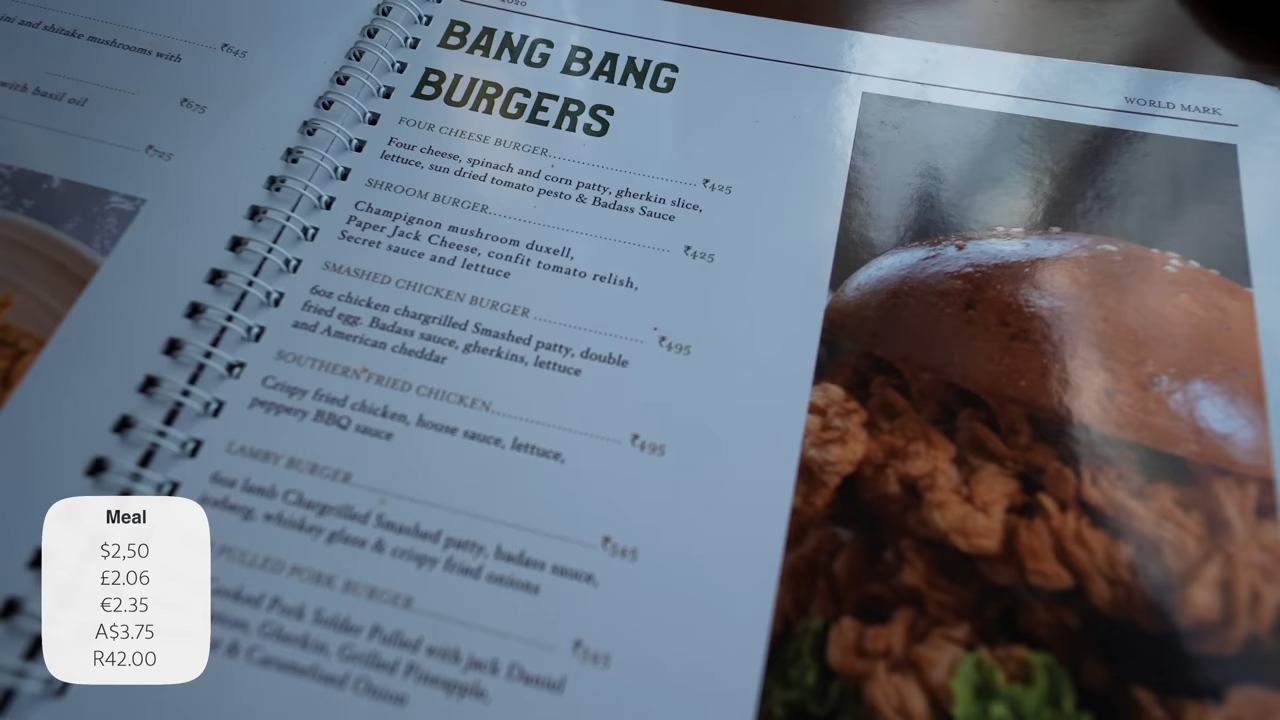 ini and shitake mushrooms with
₹645
₹675
with basil oil
₹725
2020
WORLD MARK
BANG BANG
BURGERS
FOUR CHEESE BURGER ₹425
Four cheese, spinach and corn patty, gherkin slice,
lettuce, sun dried tomato pesto & Badass Sauce
SHROOM BURGER ₹425
Champignon mushroom duxell,
Paper Jack Cheese, confit tomato relish,
Secret sauce and lettuce
SMASHED CHICKEN BURGER ₹495
6oz chicken chargrilled Smashed patty, double
fried egg. Badass sauce, gherkins, lettuce
and American cheddar
SOUTHERN FRIED CHICKEN ₹495
Crispy fried chicken, house sauce, lettuce,
peppery BBQ sauce
LAMBY BURGER ₹545
6oz lamb Chargrilled Smashed patty, badass sauce,
iceberg, whiskey glaze & crispy fried onions
PULLED PORK BURGER
Pulled with jack Daniel
Gherkin, Grilled Pineapple,
& Caramelised Onion
Meal
$2,50
£2.06
€2.35
A$3.75
R42.00